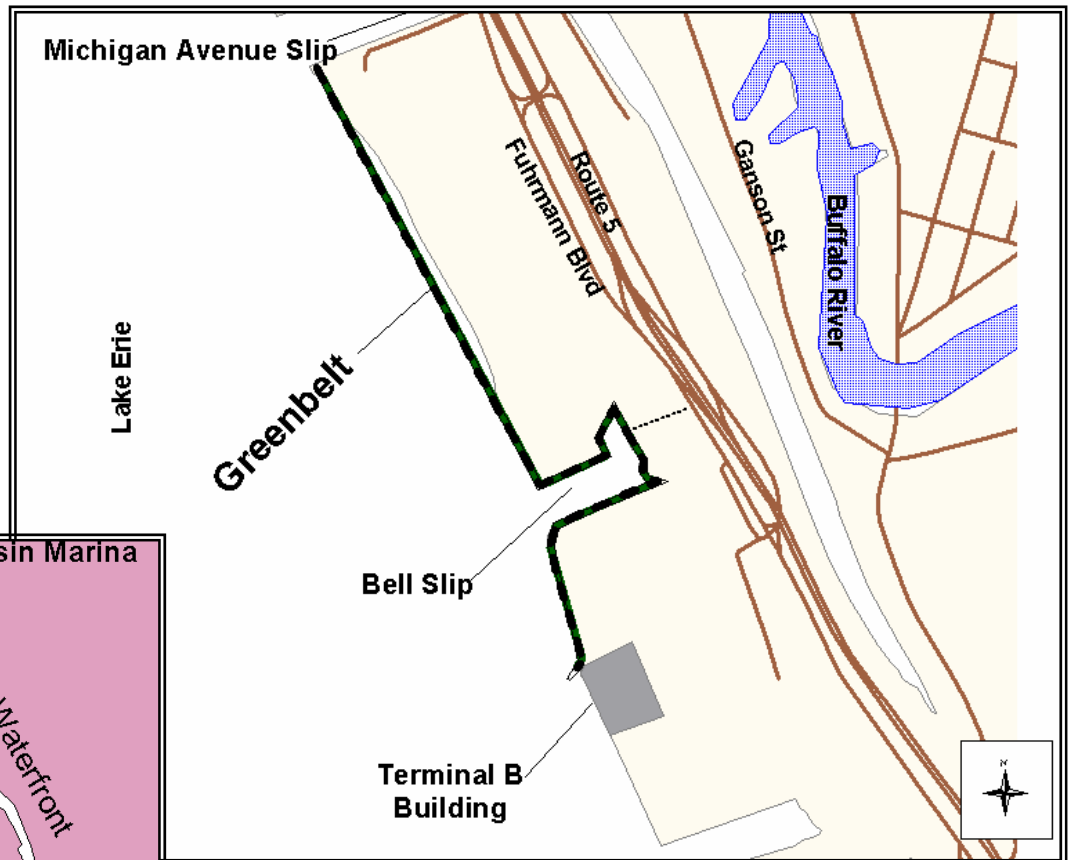 Michigan Avenue Slip
Fuhrmann Blvd
Route 5
Ganson St
Buffalo River
Lake Erie
Greenbelt
sin Marina
Bell Slip
Waterfront
Terminal B
Building
N